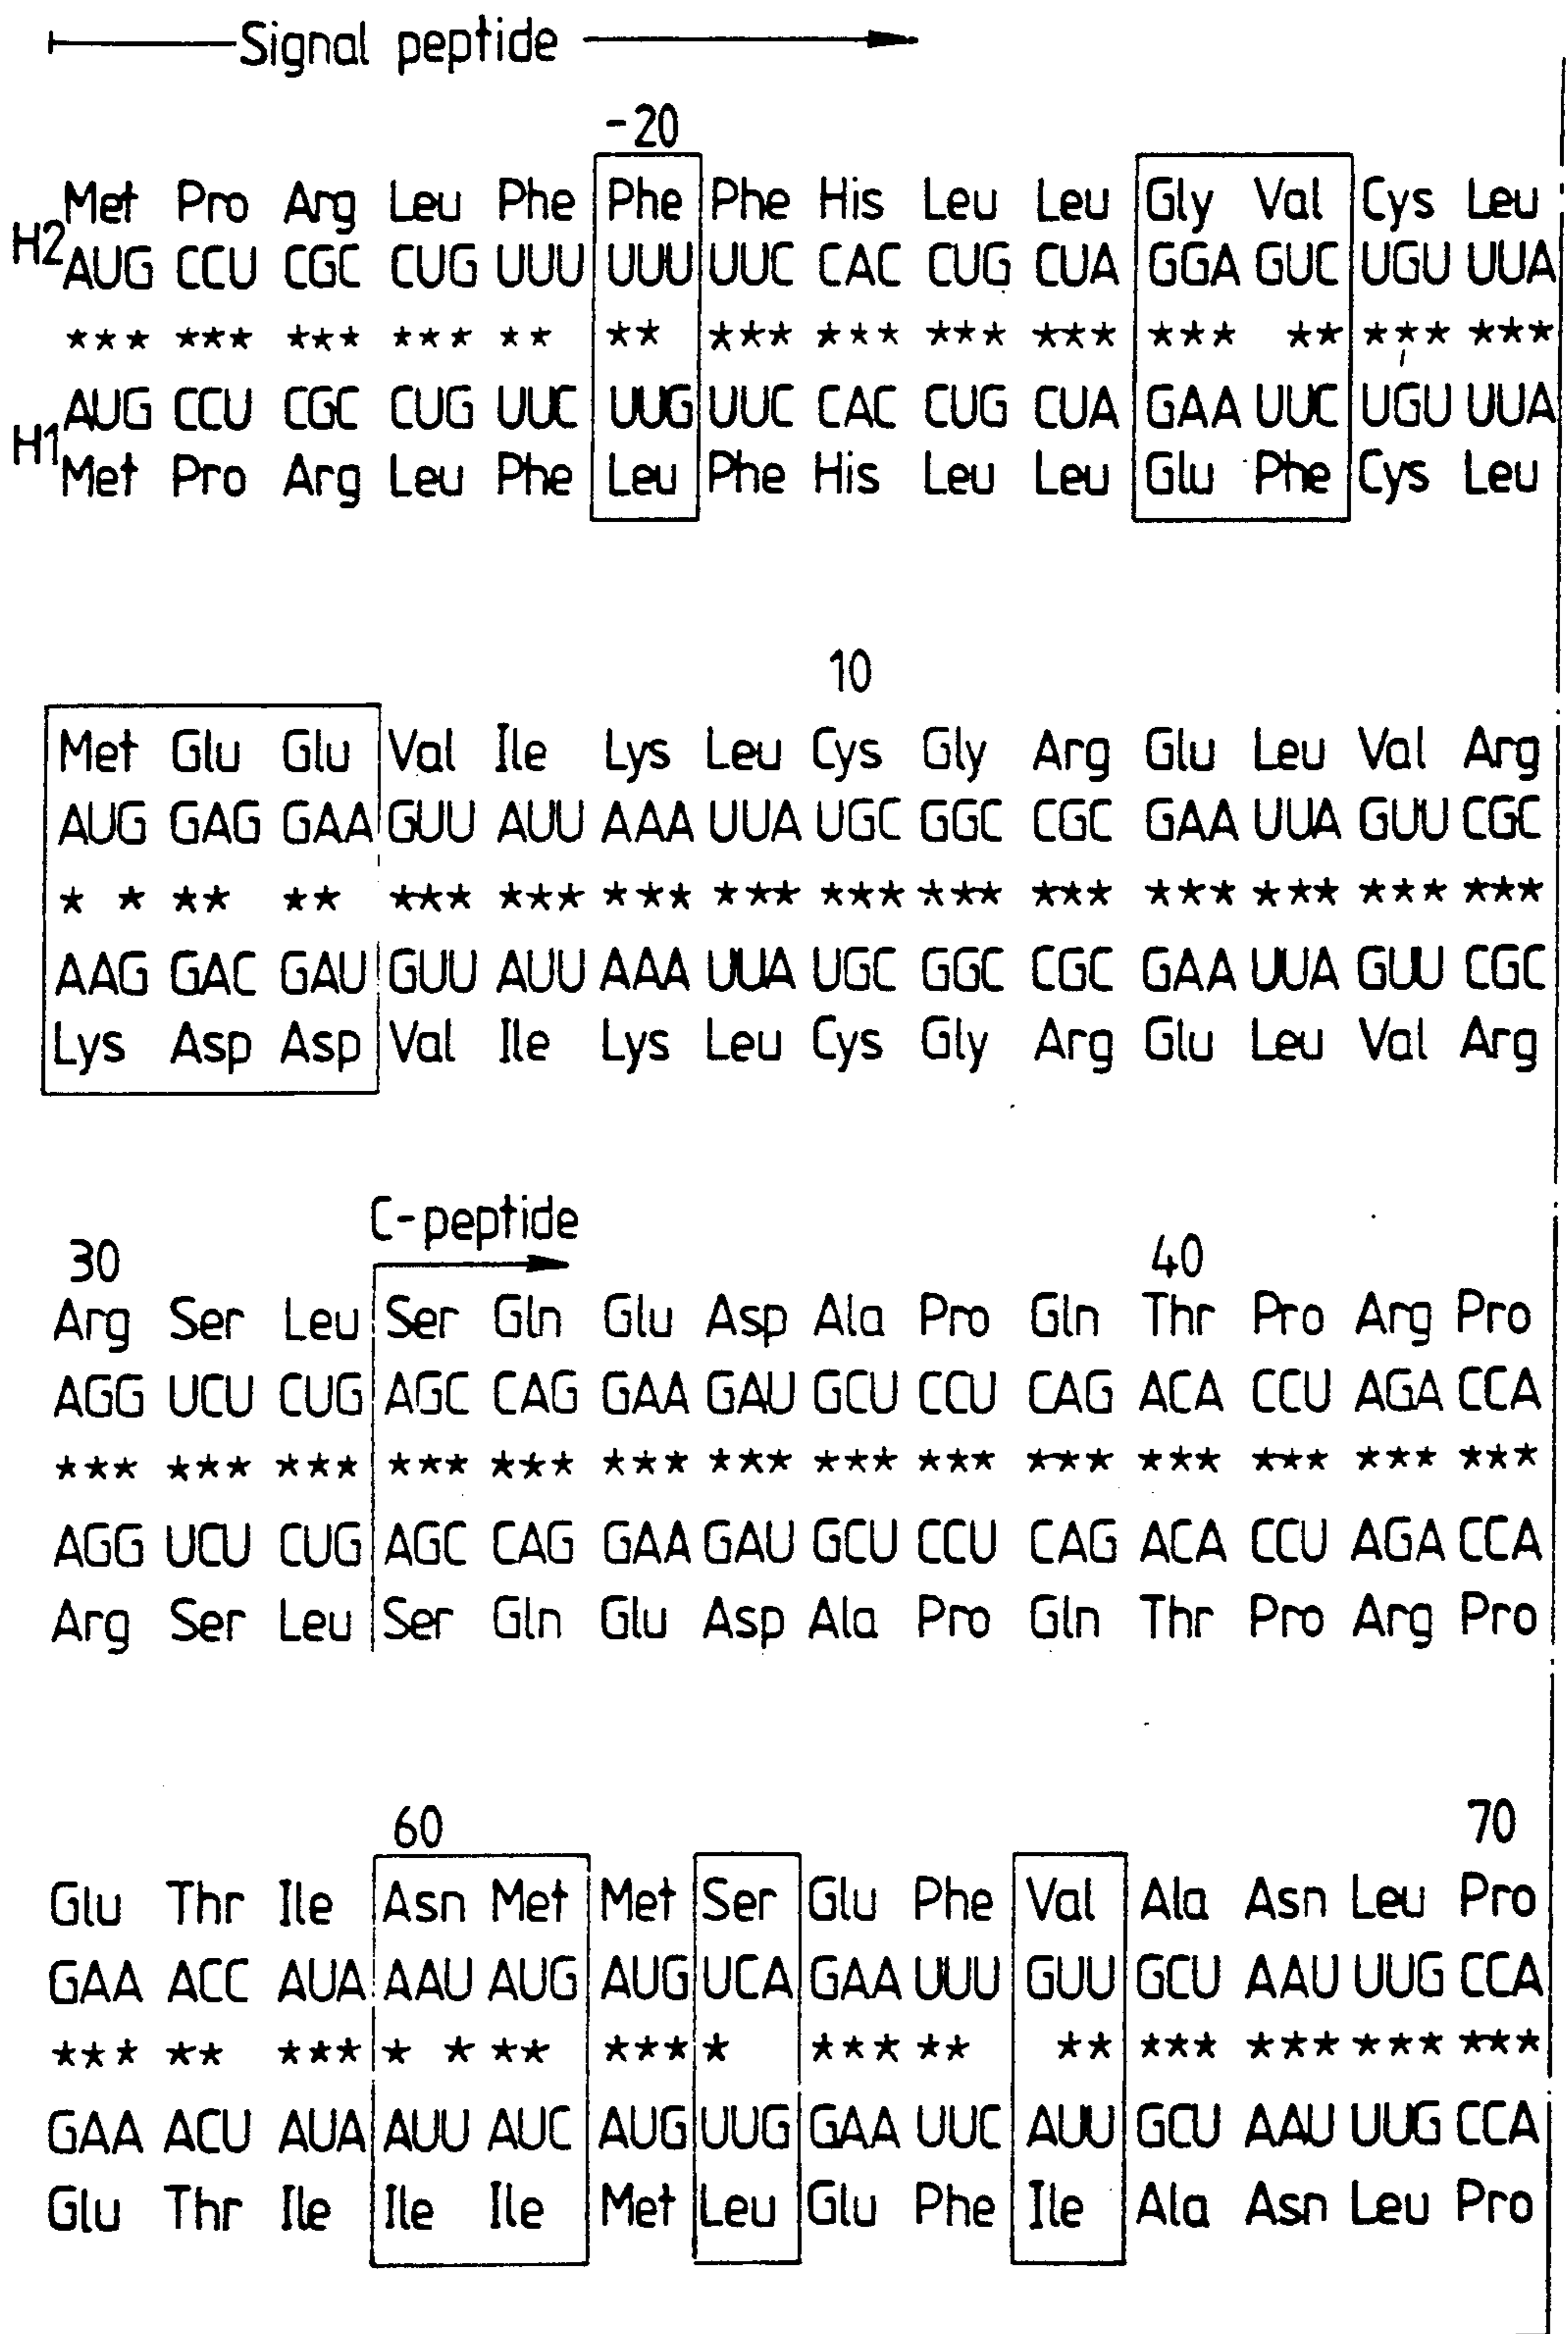 Signal peptide
-20
Met Pro Arg Leu Phe Phe Phe His Leu Leu Gly Val Cys Leu
H2 AUG CCU CGC CUG UUU UUU UUC CAC CUG CUA GGA GUC UGU UUA
*** *** *** *** ** ** *** *** *** *** *** ** *** ***
H1 AUG CCU CGC CUG UUC UUG UUC CAC CUG CUA GAA UUC UGU UUA
Met Pro Arg Leu Phe Leu Phe His Leu Leu Glu Phe Cys Leu
10
Met Glu Glu Val Ile Lys Leu Cys Gly Arg Glu Leu Val Arg
AUG GAG GAA GUU AUU AAA UUA UGC GGC CGC GAA UUA GUU CGC
* * ** ** *** *** *** *** *** *** *** *** *** *** ***
AAG GAC GAU GUU AUU AAA UUA UGC GGC CGC GAA UUA GUU CGC
Lys Asp Asp Val Ile Lys Leu Cys Gly Arg Glu Leu Val Arg
C-peptide
30 40
Arg Ser Leu Ser Gln Glu Asp Ala Pro Gln Thr Pro Arg Pro
AGG UCU CUG AGC CAG GAA GAU GCU CCU CAG ACA CCU AGA CCA
*** *** *** *** *** *** *** *** *** *** *** *** *** ***
AGG UCU CUG AGC CAG GAA GAU GCU CCU CAG ACA CCU AGA CCA
Arg Ser Leu Ser Gln Glu Asp Ala Pro Gln Thr Pro Arg Pro
60 70
Glu Thr Ile Asn Met Met Ser Glu Phe Val Ala Asn Leu Pro
GAA ACC AUA AAU AUG AUG UCA GAA UUU GUU GCU AAU UUG CCA
*** ** *** * * ** *** * *** ** ** *** *** *** ***
GAA ACU AUA AUU AUC AUG UUG GAA UUC AUU GCU AAU UUG CCA
Glu Thr Ile Ile Ile Met Leu Glu Phe Ile Ala Asn Leu Pro